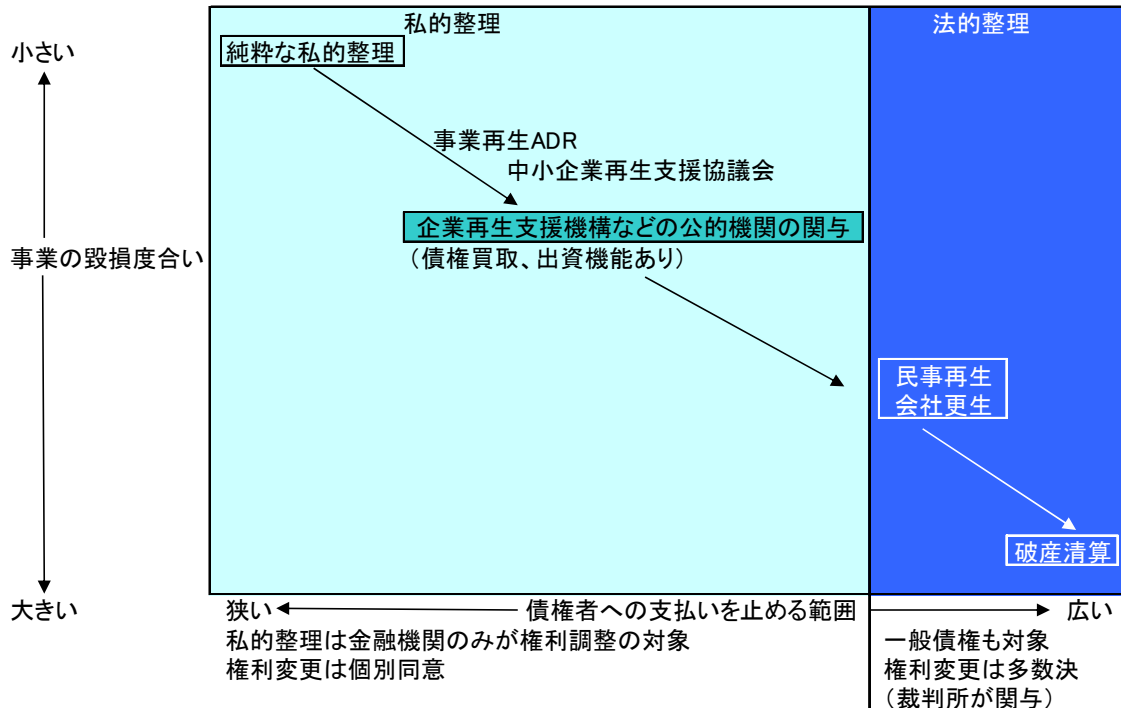 私的整理
法的整理
小さい
純粋な私的整理
事業再生ADR
中小企業再生支援協議会
企業再生支援機構などの公的機関の関与
（債権買取、出資機能あり）
事業の毀損度合い
民事再生
会社更生
破産清算
大きい
狭い
債権者への支払いを止める範囲
広い
私的整理は金融機関のみが権利調整の対象
権利変更は個別同意
一般債権も対象
権利変更は多数決
（裁判所が関与）